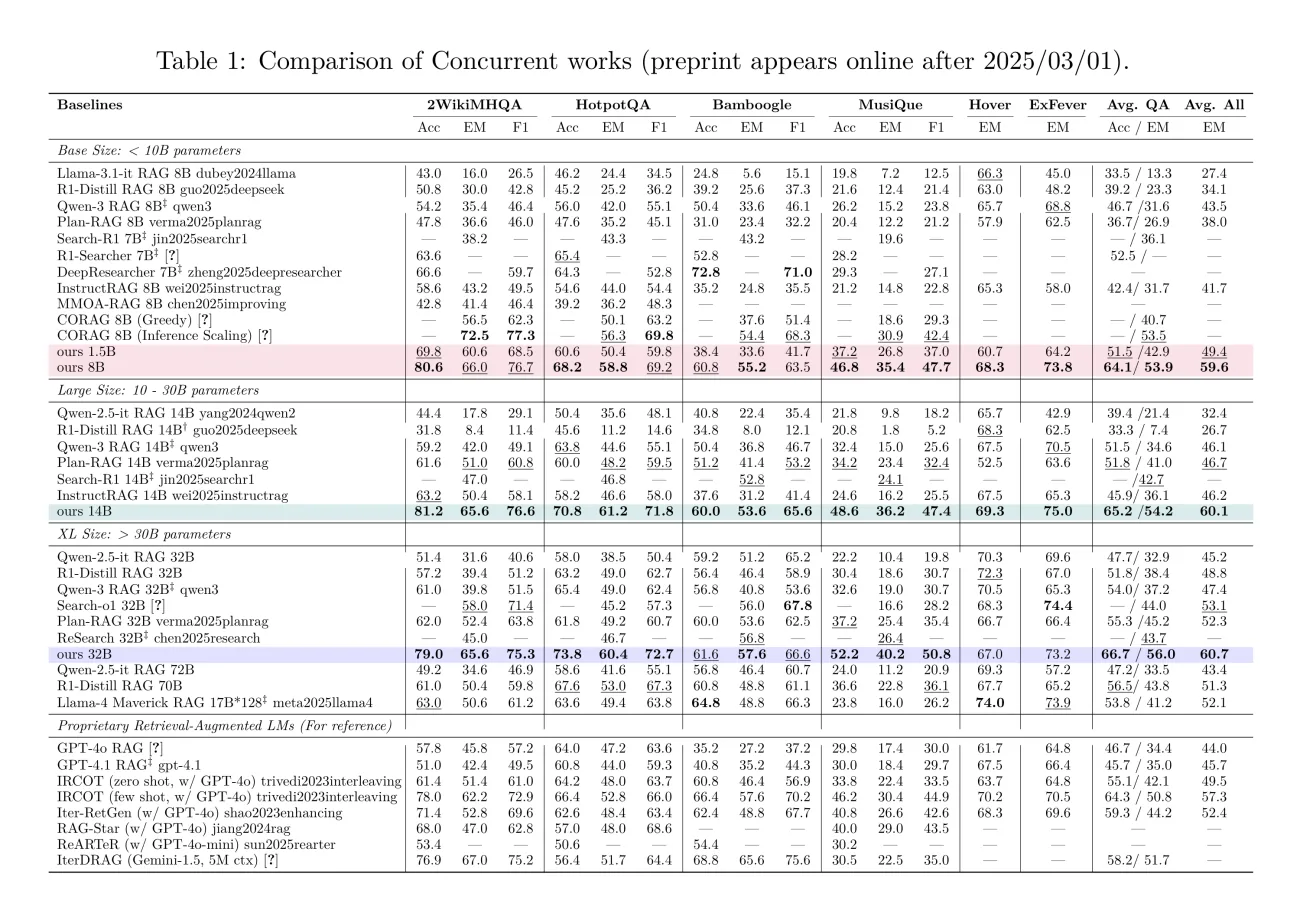 Table 1: Comparison of Concurrent works (preprint appears online after 2025/03/01).
Baselines 2WikiMHQA HotpotQA Bamboogle MusiQue Hover ExFever Avg. QA Avg. All
Acc EM F1 Acc EM F1 Acc EM F1 Acc EM F1 EM EM Acc / EM EM
Base Size: < 10B parameters
Llama-3.1-it RAG 8B dubey2024llama 43.0 16.0 26.5 46.2 24.4 34.5 24.8 5.6 15.1 19.8 7.2 12.5 66.3 45.0 33.5 / 13.3 27.4
R1-Distill RAG 8B guo2025deepseek 50.8 30.0 42.8 45.2 25.2 36.2 39.2 25.6 37.3 21.6 12.4 21.4 63.0 48.2 39.2 / 23.3 34.1
Qwen-3 RAG 8B‡ qwen3 54.2 35.4 46.4 56.0 42.0 55.1 50.4 33.6 46.1 26.2 15.2 23.8 65.7 68.8 46.7 /31.6 43.5
Plan-RAG 8B verma2025planrag 47.8 36.6 46.0 47.6 35.2 45.1 31.0 23.4 32.2 20.4 12.2 21.2 57.9 62.5 36.7/ 26.9 38.0
Search-R1 7B‡ jin2025searchr1 — 38.2 — — 43.3 — — 43.2 — — 19.6 — — — — / 36.1 —
R1-Searcher 7B‡ [?] 63.6 — — 65.4 — — 52.8 — — 28.2 — — — — 52.5 / — —
DeepResearcher 7B‡ zheng2025deepresearcher 66.6 — 59.7 64.3 — 52.8 72.8 — 71.0 29.3 — 27.1 — — — —
InstructRAG 8B wei2025instructrag 58.6 43.2 49.5 54.6 44.0 54.4 35.2 24.8 35.5 21.2 14.8 22.8 65.3 58.0 42.4/ 31.7 41.7
MMOA-RAG 8B chen2025improving 42.8 41.4 46.4 39.2 36.2 48.3 — — — — — — — — — —
CORAG 8B (Greedy) [?] — 56.5 62.3 — 50.1 63.2 — 37.6 51.4 — 18.6 29.3 — — — / 40.7 —
CORAG 8B (Inference Scaling) [?] — 72.5 77.3 — 56.3 69.8 — 54.4 68.3 — 30.9 42.4 — — — / 53.5 —
ours 1.5B 69.8 60.6 68.5 60.6 50.4 59.8 38.4 33.6 41.7 37.2 26.8 37.0 60.7 64.2 51.5 /42.9 49.4
ours 8B 80.6 66.0 76.7 68.2 58.8 69.2 60.8 55.2 63.5 46.8 35.4 47.7 68.3 73.8 64.1/ 53.9 59.6
Large Size: 10 - 30B parameters
Qwen-2.5-it RAG 14B yang2024qwen2 44.4 17.8 29.1 50.4 35.6 48.1 40.8 22.4 35.4 21.8 9.8 18.2 65.7 42.9 39.4 /21.4 32.4
R1-Distill RAG 14B† guo2025deepseek 31.8 8.4 11.4 45.6 11.2 14.6 34.8 8.0 12.1 20.8 1.8 5.2 68.3 62.5 33.3 / 7.4 26.7
Qwen-3 RAG 14B‡ qwen3 59.2 42.0 49.1 63.8 44.6 55.1 50.4 36.8 46.7 32.4 15.0 25.6 67.5 70.5 51.5 / 34.6 46.1
Plan-RAG 14B verma2025planrag 61.6 51.0 60.8 60.0 48.2 59.5 51.2 41.4 53.2 34.2 23.4 32.4 52.5 63.6 51.8 / 41.0 46.7
Search-R1 14B‡ jin2025searchr1 — 47.0 — — 46.8 — — 52.8 — — 24.1 — — — — /42.7 —
InstructRAG 14B wei2025instructrag 63.2 50.4 58.1 58.2 46.6 58.0 37.6 31.2 41.4 24.6 16.2 25.5 67.5 65.3 45.9/ 36.1 46.2
ours 14B 81.2 65.6 76.6 70.8 61.2 71.8 60.0 53.6 65.6 48.6 36.2 47.4 69.3 75.0 65.2 /54.2 60.1
XL Size: > 30B parameters
Qwen-2.5-it RAG 32B 51.4 31.6 40.6 58.0 38.5 50.4 59.2 51.2 65.2 22.2 10.4 19.8 70.3 69.6 47.7/ 32.9 45.2
R1-Distill RAG 32B 57.2 39.4 51.2 63.2 49.0 62.7 56.4 46.4 58.9 30.4 18.6 30.7 72.3 67.0 51.8/ 38.4 48.8
Qwen-3 RAG 32B‡ qwen3 61.0 39.8 51.5 65.4 49.0 62.4 56.8 40.8 53.6 32.6 19.0 30.7 70.5 65.3 54.0/ 37.2 47.4
Search-o1 32B [?] — 58.0 71.4 — 45.2 57.3 — 56.0 67.8 — 16.6 28.2 68.3 74.4 — / 44.0 53.1
Plan-RAG 32B verma2025planrag 62.0 52.4 63.8 61.8 49.2 60.7 60.0 53.6 62.5 37.2 25.4 35.4 66.7 66.4 55.3 /45.2 52.3
ReSearch 32B‡ chen2025research — 45.0 — — 46.7 — — 56.8 — — 26.4 — — — — / 43.7 —
ours 32B 79.0 65.6 75.3 73.8 60.4 72.7 61.6 57.6 66.6 52.2 40.2 50.8 67.0 73.2 66.7 / 56.0 60.7
Qwen-2.5-it RAG 72B 49.2 34.6 46.9 58.6 41.6 55.1 56.8 46.4 60.7 24.0 11.2 20.9 69.3 57.2 47.2/ 33.5 43.4
R1-Distill RAG 70B 61.0 50.4 59.8 67.6 53.0 67.3 60.8 48.8 61.1 36.6 22.8 36.1 67.7 65.2 56.5/ 43.8 51.3
Llama-4 Maverick RAG 17B*128‡ meta2025llama4 63.0 50.6 61.2 63.6 49.4 63.8 64.8 48.8 66.3 23.8 16.0 26.2 74.0 73.9 53.8 / 41.2 52.1
Proprietary Retrieval-Augmented LMs (For reference)
GPT-4o RAG [?] 57.8 45.8 57.2 64.0 47.2 63.6 35.2 27.2 37.2 29.8 17.4 30.0 61.7 64.8 46.7 / 34.4 44.0
GPT-4.1 RAG‡ gpt-4.1 51.0 42.4 49.5 60.8 44.0 59.3 40.8 35.2 44.3 30.0 18.4 29.7 67.5 66.4 45.7 / 35.0 45.7
IRCOT (zero shot, w/ GPT-4o) trivedi2023interleaving 61.4 51.4 61.0 64.2 48.0 63.7 60.8 46.4 56.9 33.8 22.4 33.5 63.7 64.8 55.1/ 42.1 49.5
IRCOT (few shot, w/ GPT-4o) trivedi2023interleaving 78.0 62.2 72.9 66.4 52.8 66.0 66.4 57.6 70.2 46.2 30.4 44.9 70.2 70.5 64.3 / 50.8 57.3
Iter-RetGen (w/ GPT-4o) shao2023enhancing 71.4 52.8 69.6 62.6 48.4 63.4 62.4 48.8 67.7 40.8 26.6 42.6 68.3 69.6 59.3 / 44.2 52.4
RAG-Star (w/ GPT-4o) jiang2024rag 68.0 47.0 62.8 57.0 48.0 68.6 — — — 40.0 29.0 43.5 — — — —
ReARTeR (w/ GPT-4o-mini) sun2025rearter 53.4 — — 50.6 — — 54.4 — — 30.2 — — — — — —
IterDRAG (Gemini-1.5, 5M ctx) [?] 76.9 67.0 75.2 56.4 51.7 64.4 68.8 65.6 75.6 30.5 22.5 35.0 — — 58.2/ 51.7 —